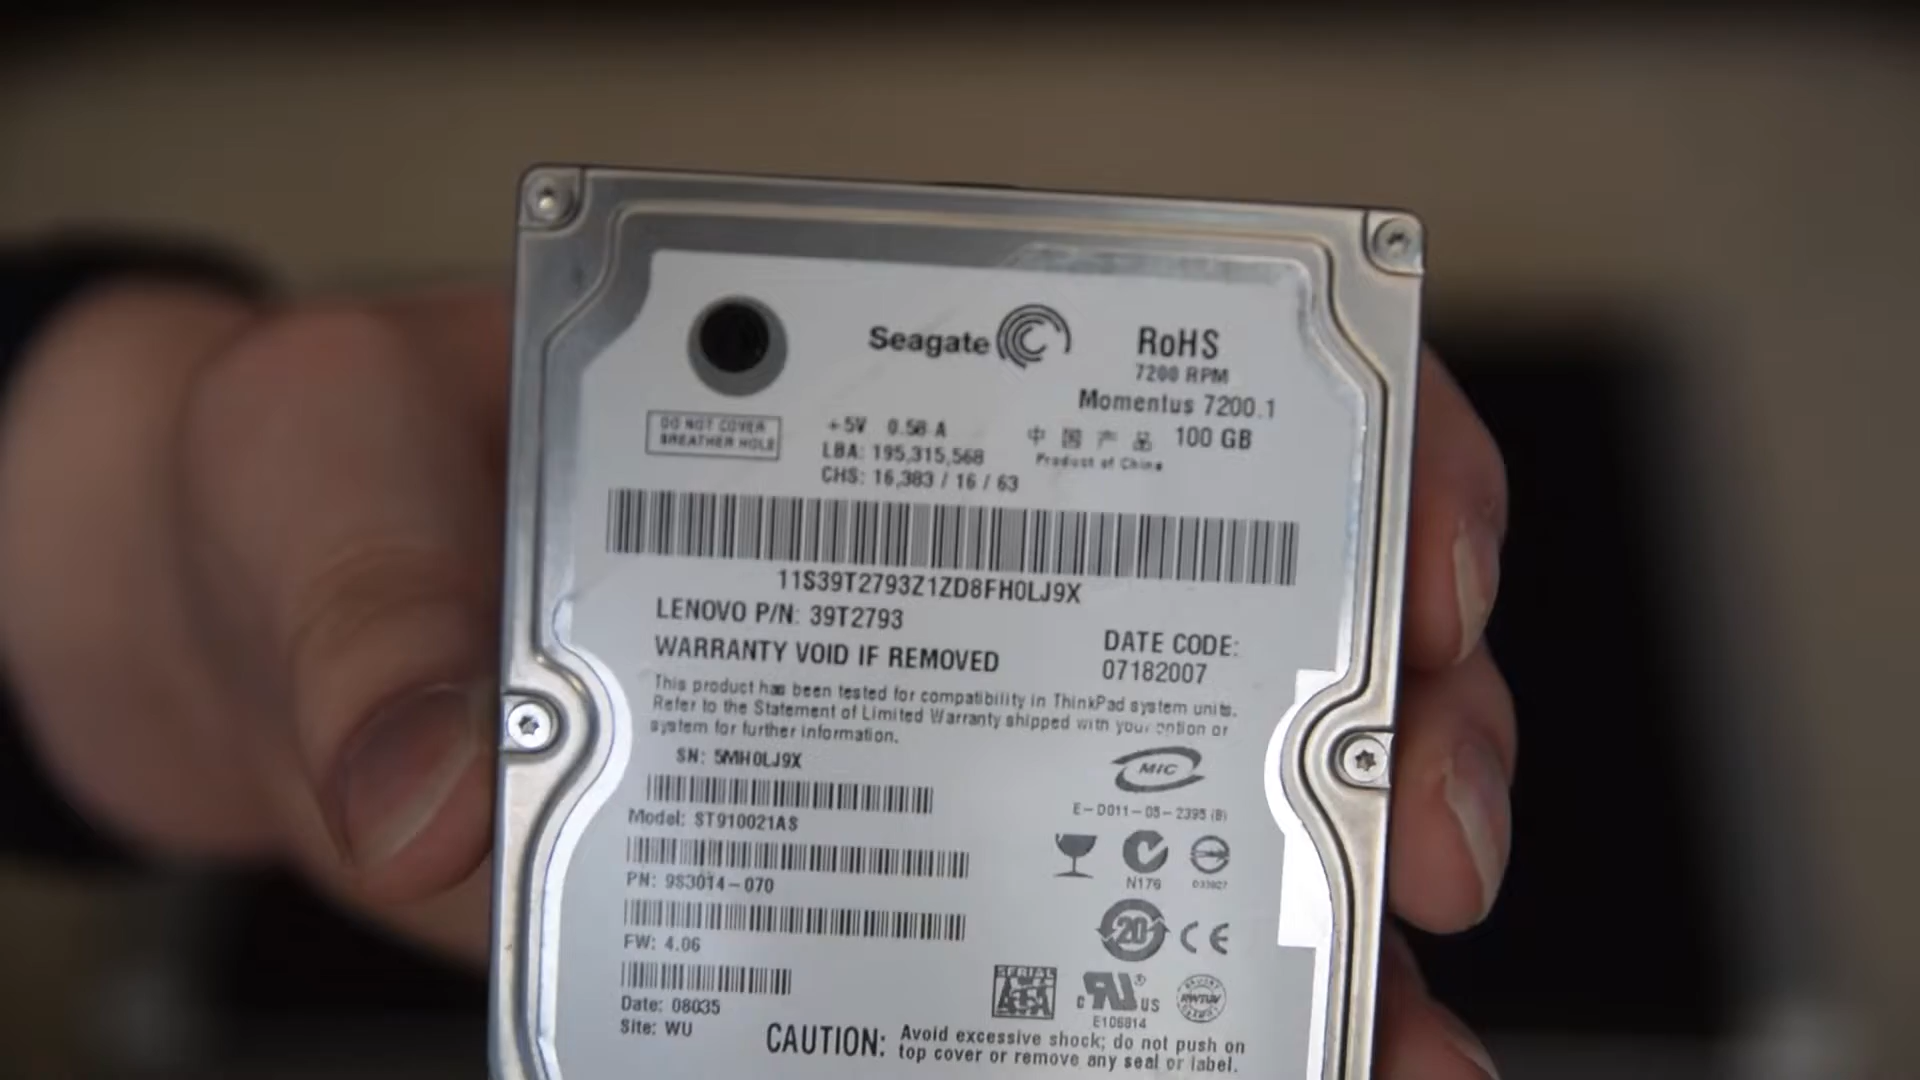 Seagate
RoHS
7200 RPM
Momentus 7200.1
DO NOT COVER
BREATHER HOLE
+5V 0.58 A
中国产品 100 GB
LBA: 195,315,568
Product of China
CHS: 16,383 / 16 / 63
11S39T2793Z1ZD8FH0LJ9X
LENOVO P/N: 39T2793
WARRANTY VOID IF REMOVED
DATE CODE:
07182007
This product has been tested for compatibility in ThinkPad system units.
Refer to the Statement of Limited Warranty shipped with your option or
system for further information.
SN: 5MH0LJ9X
MIC
E-D011-05-2395 (B)
Model: ST910021AS
N176
PN: 9S3014-070
20
CE
FW: 4.06
SERIAL
ATA
c RU US
E106814
RWTUV
Date: 08035
Site: WU
CAUTION: Avoid excessive shock; do not push on
top cover or remove any seal or label.